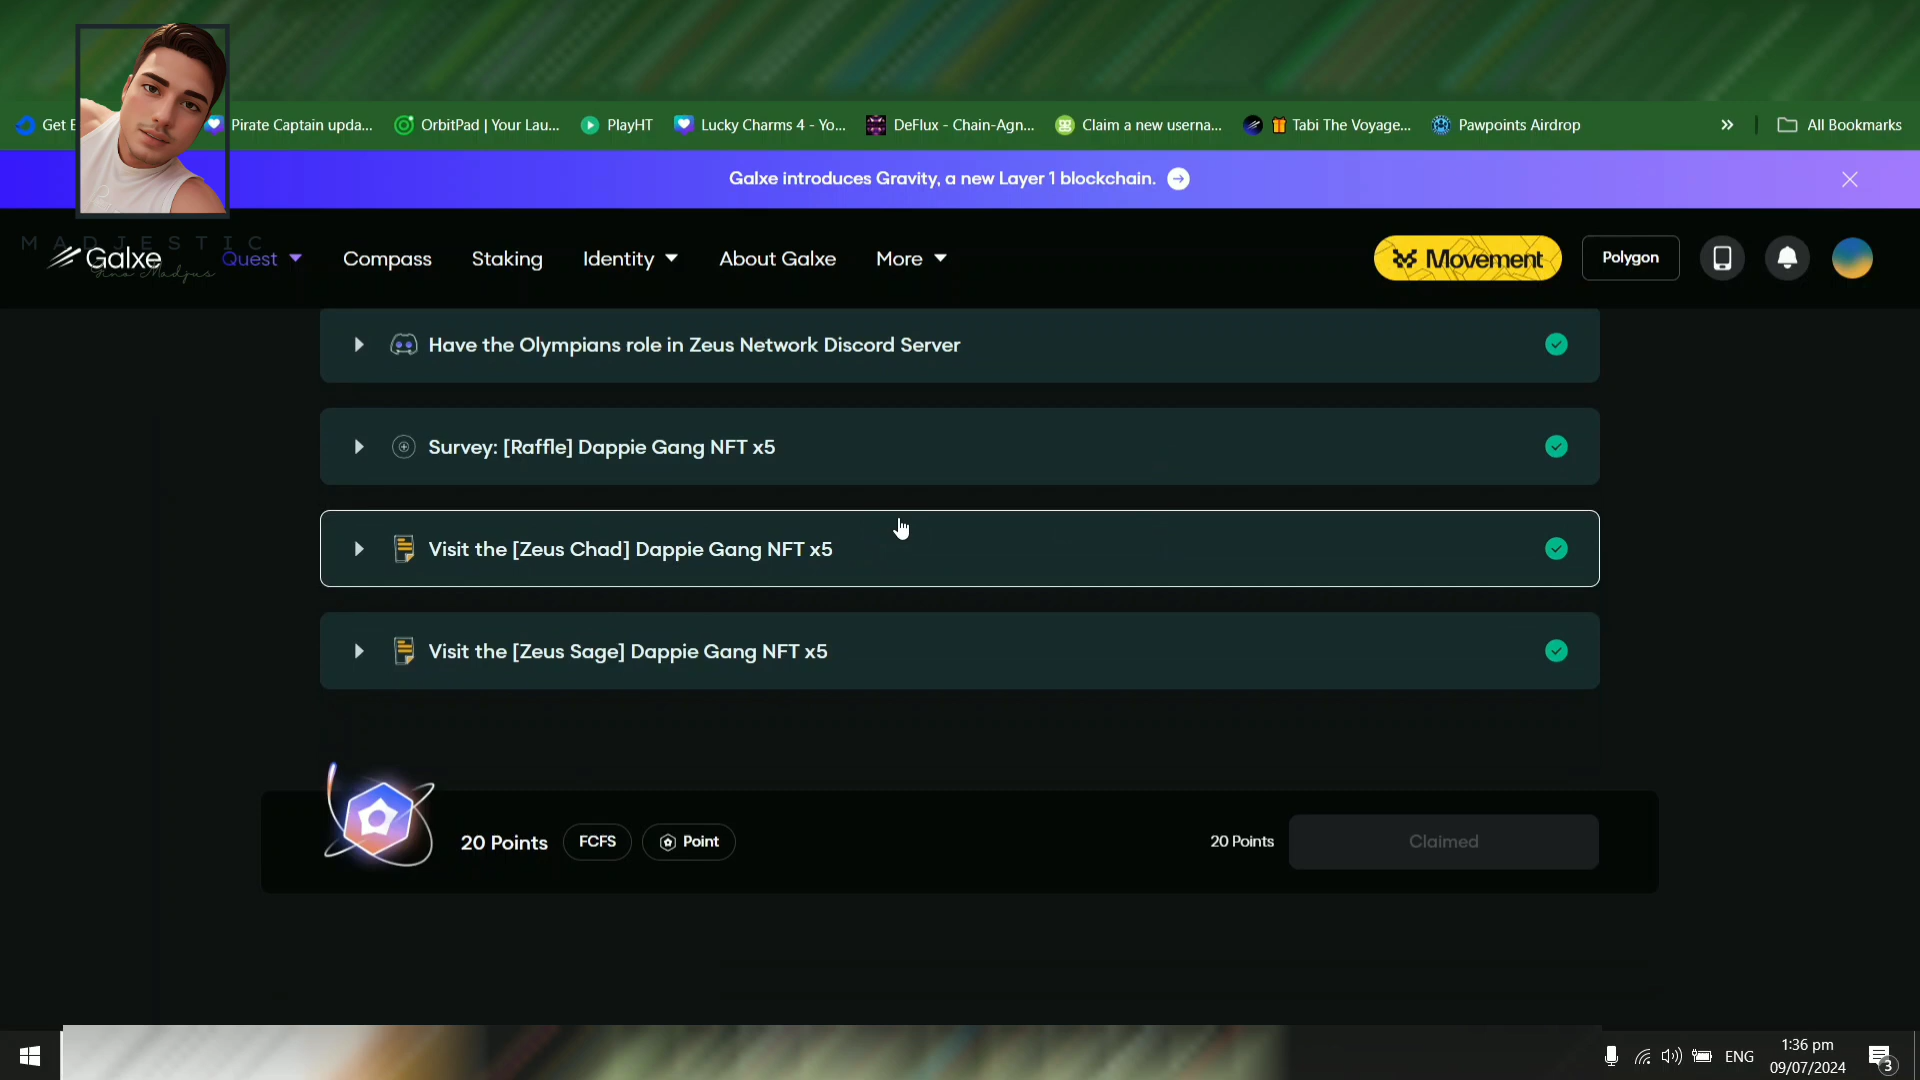 Get
Pirate Captain upda...
OrbitPad | Your Lau...
PlayHT
Lucky Charms 4 - Yo...
DeFlux - Chain-Agn...
Claim a new userna...
Tabi The Voyage...
Pawpoints Airdrop
»
All Bookmarks
Galxe introduces Gravity, a new Layer 1 blockchain.
MADJESTIC
Gino Madjus
Galxe
Quest
Compass
Staking
Identity
About Galxe
More
Movement
Polygon
Have the Olympians role in Zeus Network Discord Server
Survey: [Raffle] Dappie Gang NFT x5
Visit the [Zeus Chad] Dappie Gang NFT x5
Visit the [Zeus Sage] Dappie Gang NFT x5
20 Points
FCFS
Point
20 Points
Claimed
ENG
1:36 pm
09/07/2024
3